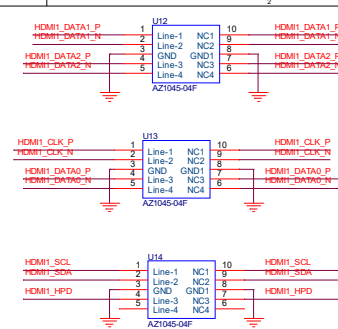 2
U12
HDMI1_DATA1_P 1 Line-1 NC1 10 HDMI1_DATA1_P
HDMI1_DATA1_N 2 Line-2 NC2 9 HDMI1_DATA1_N
3 GND GND1 8
HDMI1_DATA2_P 4 Line-3 NC3 7 HDMI1_DATA2_P
HDMI1_DATA2_N 5 Line-4 NC4 6 HDMI1_DATA2_N
AZ1045-04F
U13
HDMI1_CLK_P 1 Line-1 NC1 10 HDMI1_CLK_P
HDMI1_CLK_N 2 Line-2 NC2 9 HDMI1_CLK_N
3 GND GND1 8
HDMI1_DATA0_P 4 Line-3 NC3 7 HDMI1_DATA0_P
HDMI1_DATA0_N 5 Line-4 NC4 6 HDMI1_DATA0_N
AZ1045-04F
U14
HDMI1_SCL 1 Line-1 NC1 10 HDMI1_SCL
HDMI1_SDA 2 Line-2 NC2 9 HDMI1_SDA
3 GND GND1 8
HDMI1_HPD 4 Line-3 NC3 7 HDMI1_HPD
5 Line-4 NC4 6
AZ1045-04F